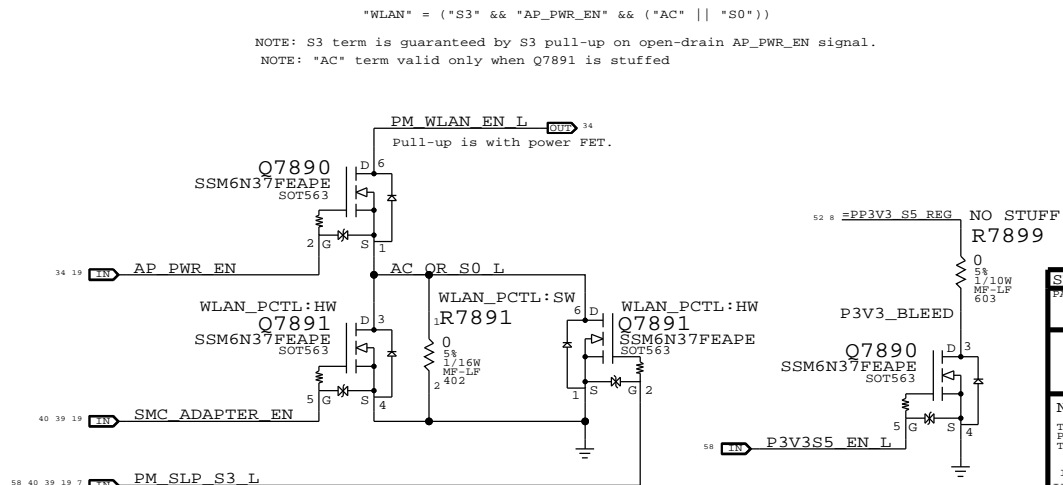 "WLAN" = ("S3" && "AP_PWR_EN" && ("AC" || "S0"))
NOTE: S3 term is guaranteed by S3 pull-up on open-drain AP_PWR_EN signal.
NOTE: "AC" term valid only when Q7891 is stuffed
PM_WLAN_EN_L
OUT
34
Pull-up is with power FET.
Q7890
SSM6N37FEAPE
SOT563
D
6
2
G
S
1
34 19
IN
AP_PWR_EN
AC_OR_S0_L
WLAN_PCTL:HW
Q7891
SSM6N37FEAPE
SOT563
D
3
5
G
S
4
WLAN_PCTL:SW
R7891
1
0
5%
1/16W
MF-LF
402
2
WLAN_PCTL:HW
Q7891
SSM6N37FEAPE
SOT563
6
D
1
S
G
2
40 39 19
IN
SMC_ADAPTER_EN
58 40 39 19 7
IN
PM_SLP_S3_L
52 8
=PP3V3_S5_REG
NO STUFF
R7899
0
5%
1/10W
MF-LF
603
P3V3_BLEED
Q7890
SSM6N37FEAPE
SOT563
D
3
5
G
S
4
58
IN
P3V3S5_EN_L